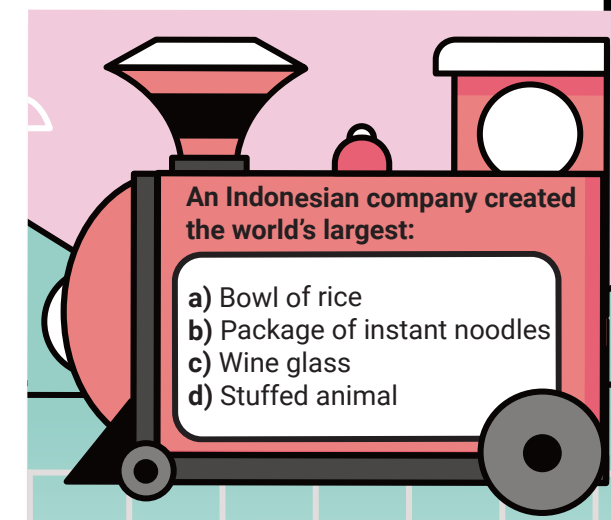 An Indonesian company created
the world's largest:
a) Bowl of rice
b) Package of instant noodles
c) Wine glass
d) Stuffed animal